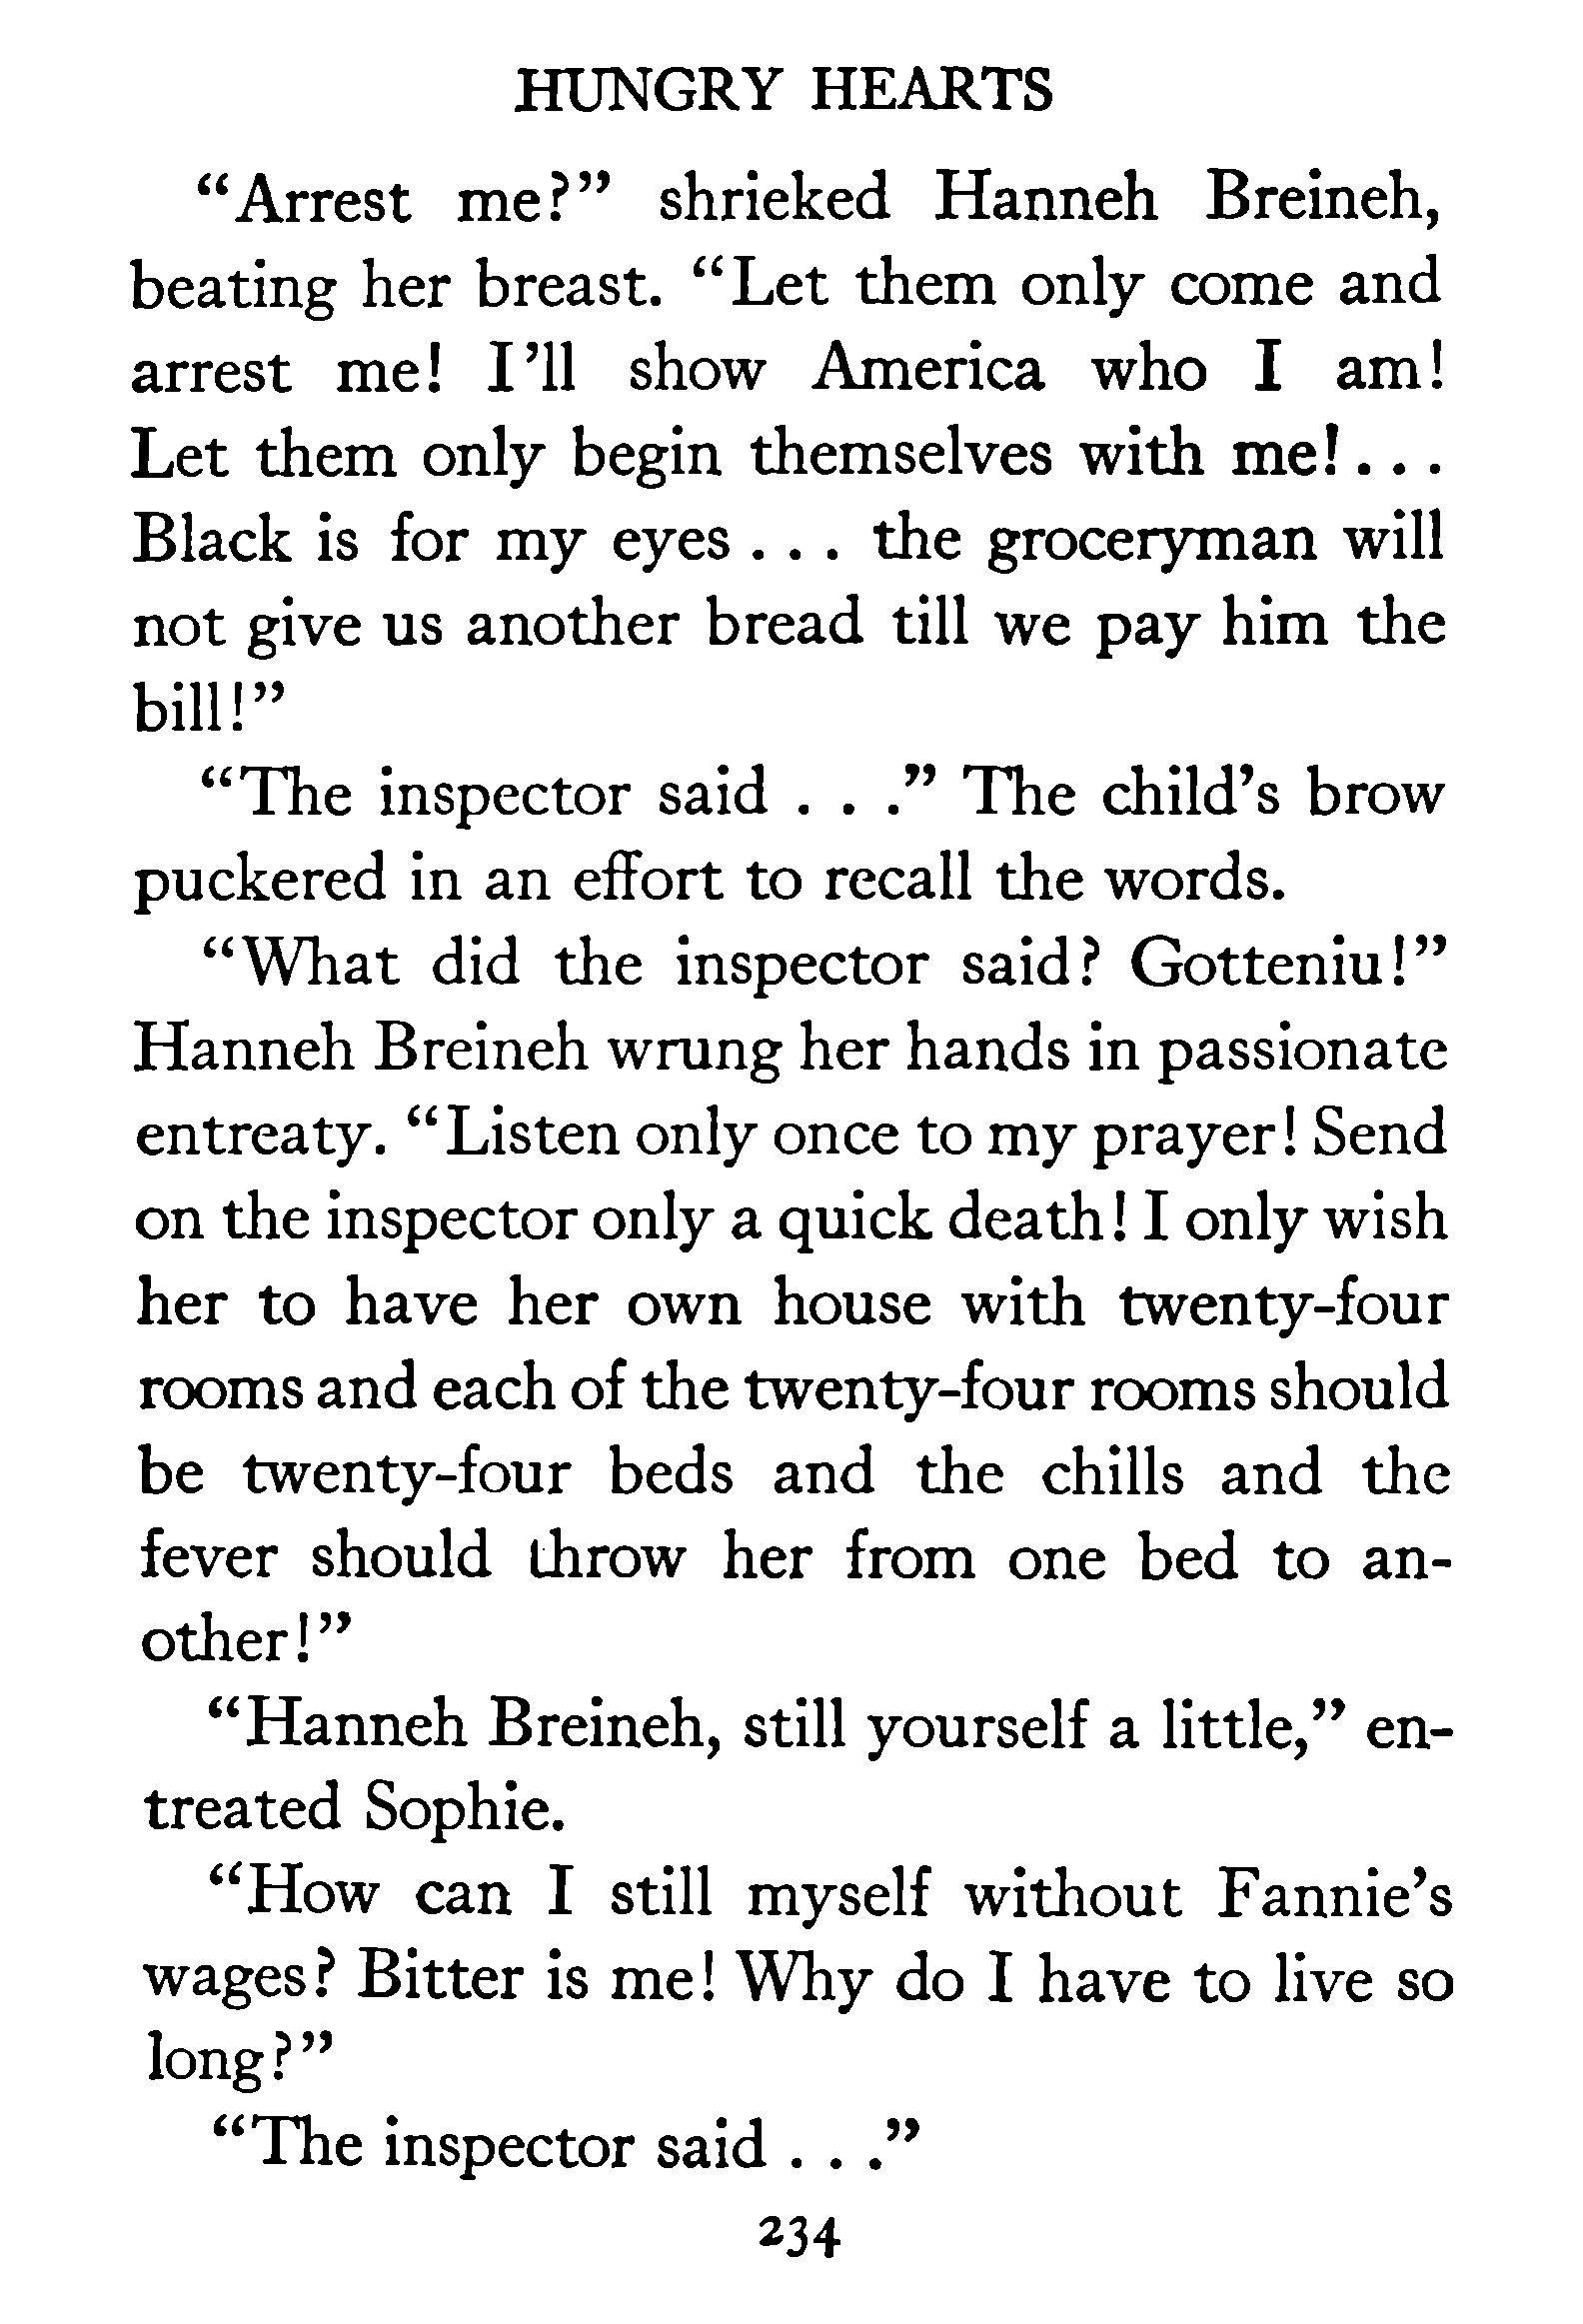 HUNGRY HEARTS
“Arrest me?” shrieked Hanneh Breineh,
beating her breast. “Let them only come and
arrest me! I’ll show America who I am!
Let them only begin themselves with me! . . .
Black is for my eyes . . . the groceryman will
not give us another bread till we pay him the
bill!”
“The inspector said . . .” The child’s brow
puckered in an effort to recall the words.
“What did the inspector said? Gotteniu!”
Hanneh Breineh wrung her hands in passionate
entreaty. “Listen only once to my prayer! Send
on the inspector only a quick death! I only wish
her to have her own house with twenty-four
rooms and each of the twenty-four rooms should
be twenty-four beds and the chills and the
fever should throw her from one bed to an-
other!”
“Hanneh Breineh, still yourself a little,” en-
treated Sophie.
“How can I still myself without Fannie’s
wages? Bitter is me! Why do I have to live so
long?”
“The inspector said . . .”
234